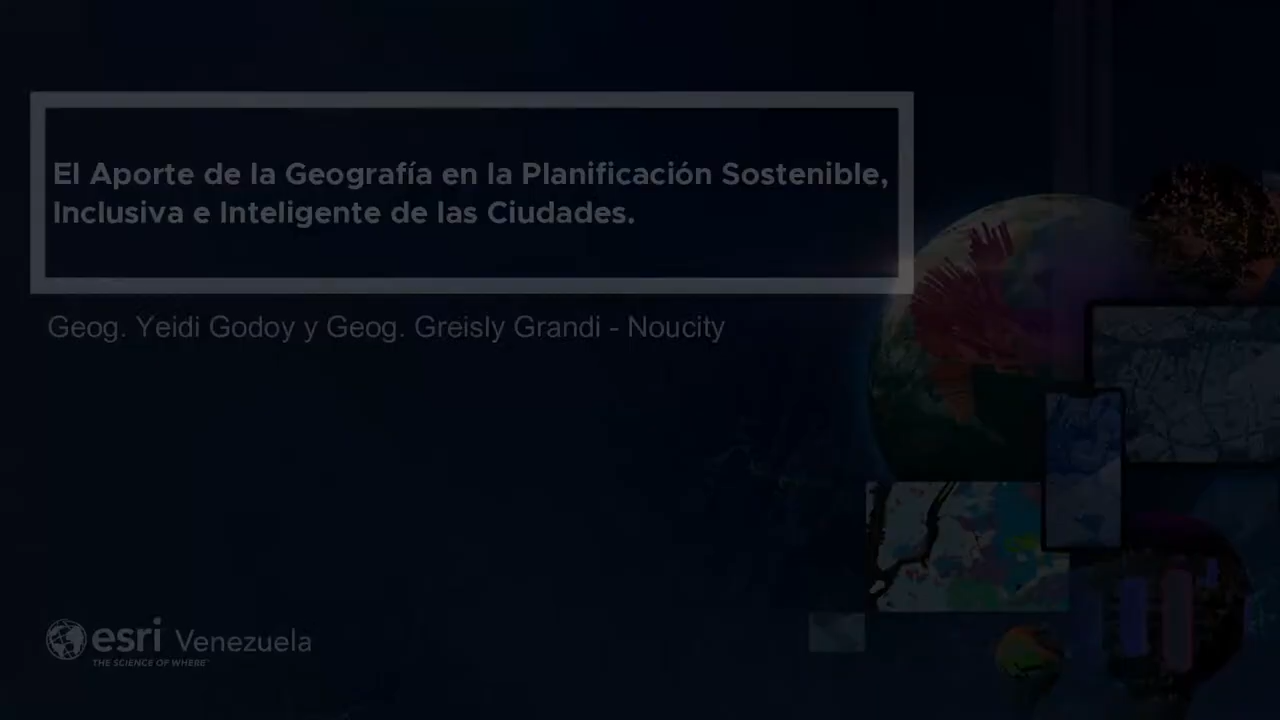 El Aporte de la Geografía en la Planificación Sostenible,
Inclusiva e Inteligente de las Ciudades.
Geog. Yeidi Godoy y Geog. Greisly Grandi - Noucity
esri Venezuela
THE SCIENCE OF WHERE